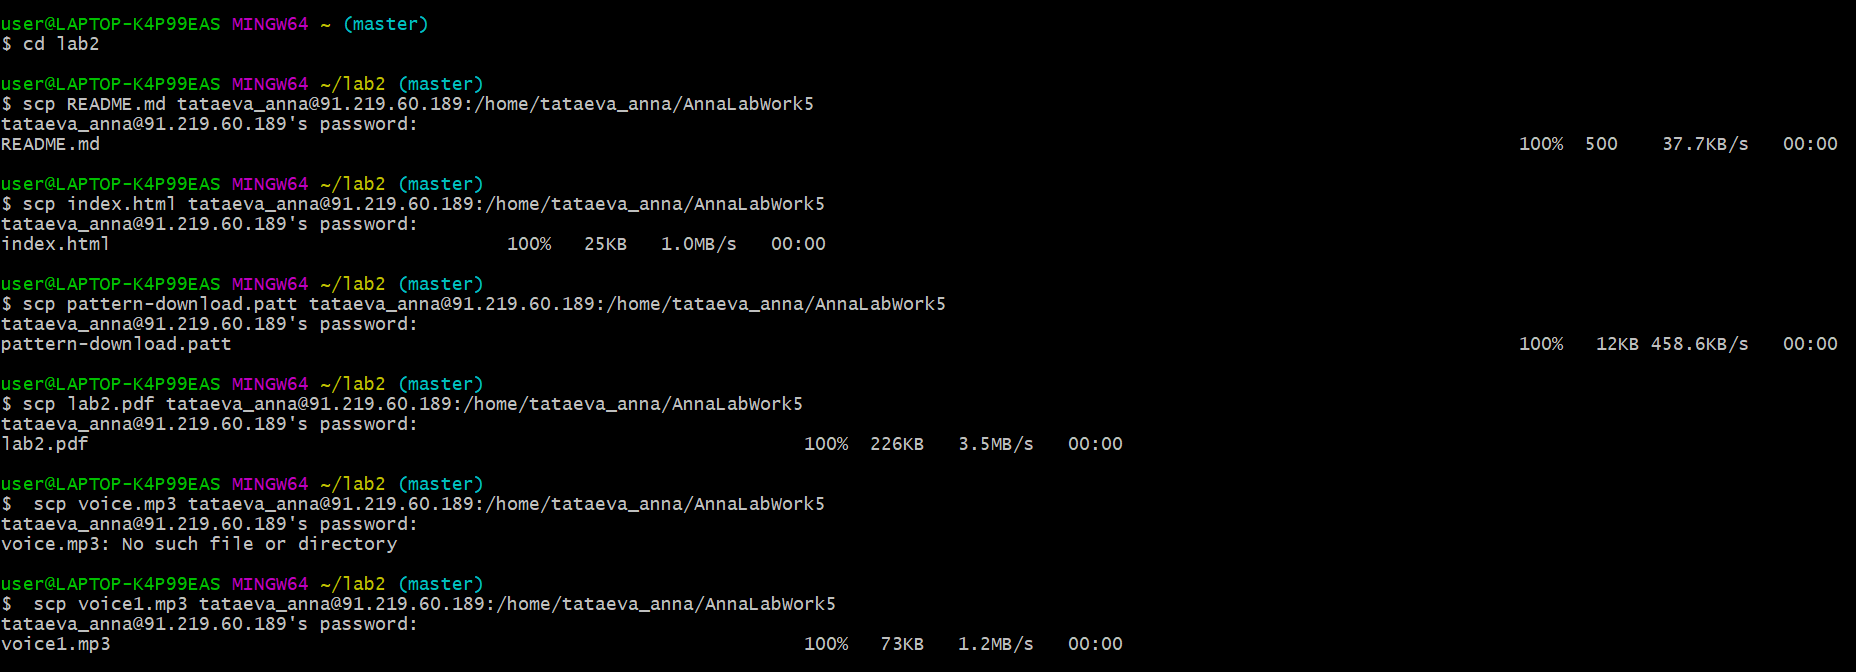 user@LAPTOP-K4P99EAS MINGW64 ~ (master)
$ cd lab2
user@LAPTOP-K4P99EAS MINGW64 ~/lab2 (master)
$ scp README.md tataeva_anna@91.219.60.189:/home/tataeva_anna/AnnaLabWork5
tataeva_anna@91.219.60.189's password:
README.md 100% 500 37.7KB/s 00:00
user@LAPTOP-K4P99EAS MINGW64 ~/lab2 (master)
$ scp index.html tataeva_anna@91.219.60.189:/home/tataeva_anna/AnnaLabWork5
tataeva_anna@91.219.60.189's password:
index.html 100% 25KB 1.0MB/s 00:00
user@LAPTOP-K4P99EAS MINGW64 ~/lab2 (master)
$ scp pattern-download.patt tataeva_anna@91.219.60.189:/home/tataeva_anna/AnnaLabWork5
tataeva_anna@91.219.60.189's password:
pattern-download.patt 100% 12KB 458.6KB/s 00:00
user@LAPTOP-K4P99EAS MINGW64 ~/lab2 (master)
$ scp lab2.pdf tataeva_anna@91.219.60.189:/home/tataeva_anna/AnnaLabWork5
tataeva_anna@91.219.60.189's password:
lab2.pdf 100% 226KB 3.5MB/s 00:00
user@LAPTOP-K4P99EAS MINGW64 ~/lab2 (master)
$  scp voice.mp3 tataeva_anna@91.219.60.189:/home/tataeva_anna/AnnaLabWork5
tataeva_anna@91.219.60.189's password:
voice.mp3: No such file or directory
user@LAPTOP-K4P99EAS MINGW64 ~/lab2 (master)
$  scp voice1.mp3 tataeva_anna@91.219.60.189:/home/tataeva_anna/AnnaLabWork5
tataeva_anna@91.219.60.189's password:
voice1.mp3 100% 73KB 1.2MB/s 00:00